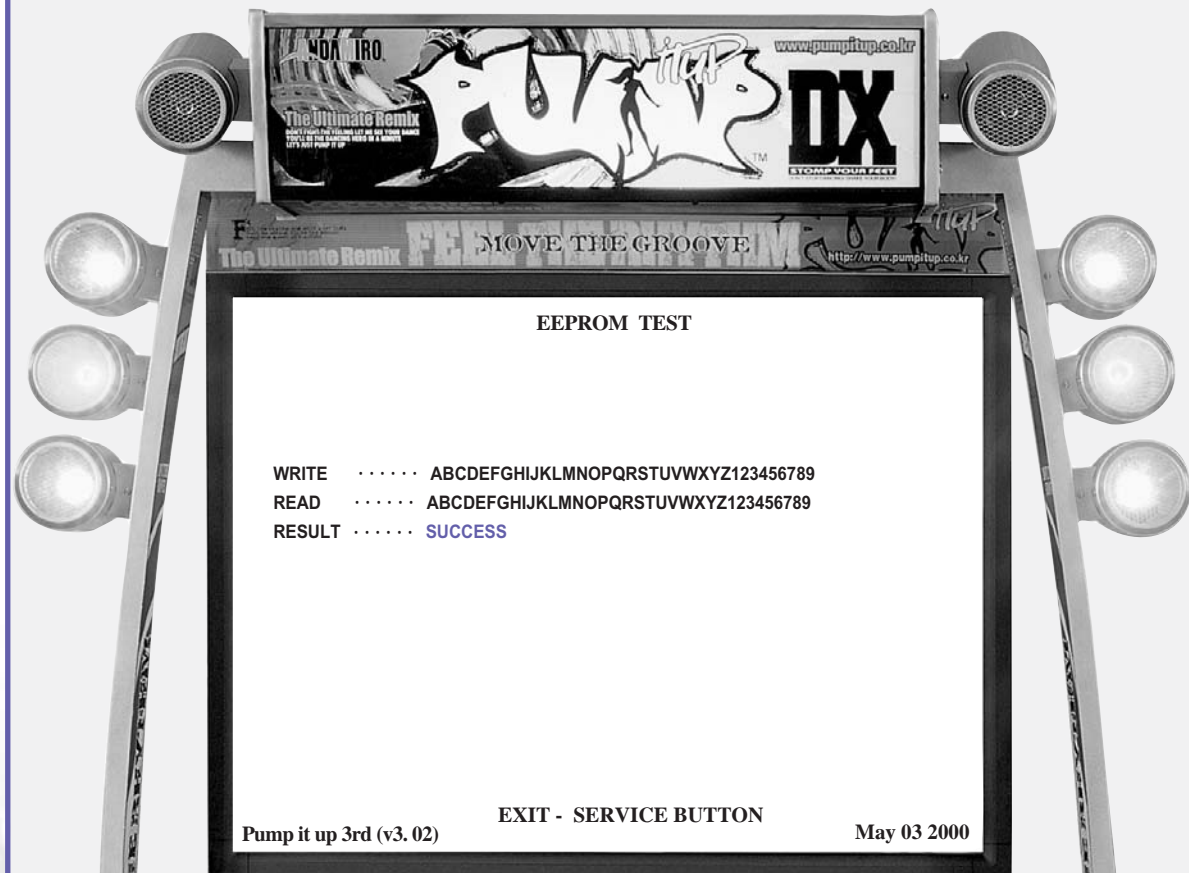 ANDAMIRO
www.pumpitup.co.kr
PUMP
itUP
DX
The Ultimate Remix
DON'T FIGHT THE FEELING LET ME SEE YOUR DANCE
YOU'LL BE THE DANCING HERO IN A MINUTE
LET'S JUST PUMP IT UP
TM
STOMP YOUR FEET
The Ultimate Remix
MOVE THE GROOVE
itUP
http://www.pumpitup.co.kr
EEPROM TEST
WRITE ······ ABCDEFGHIJKLMNOPQRSTUVWXYZ123456789
READ ······ ABCDEFGHIJKLMNOPQRSTUVWXYZ123456789
RESULT ······ SUCCESS
EXIT - SERVICE BUTTON
Pump it up 3rd (v3. 02)
May 03 2000